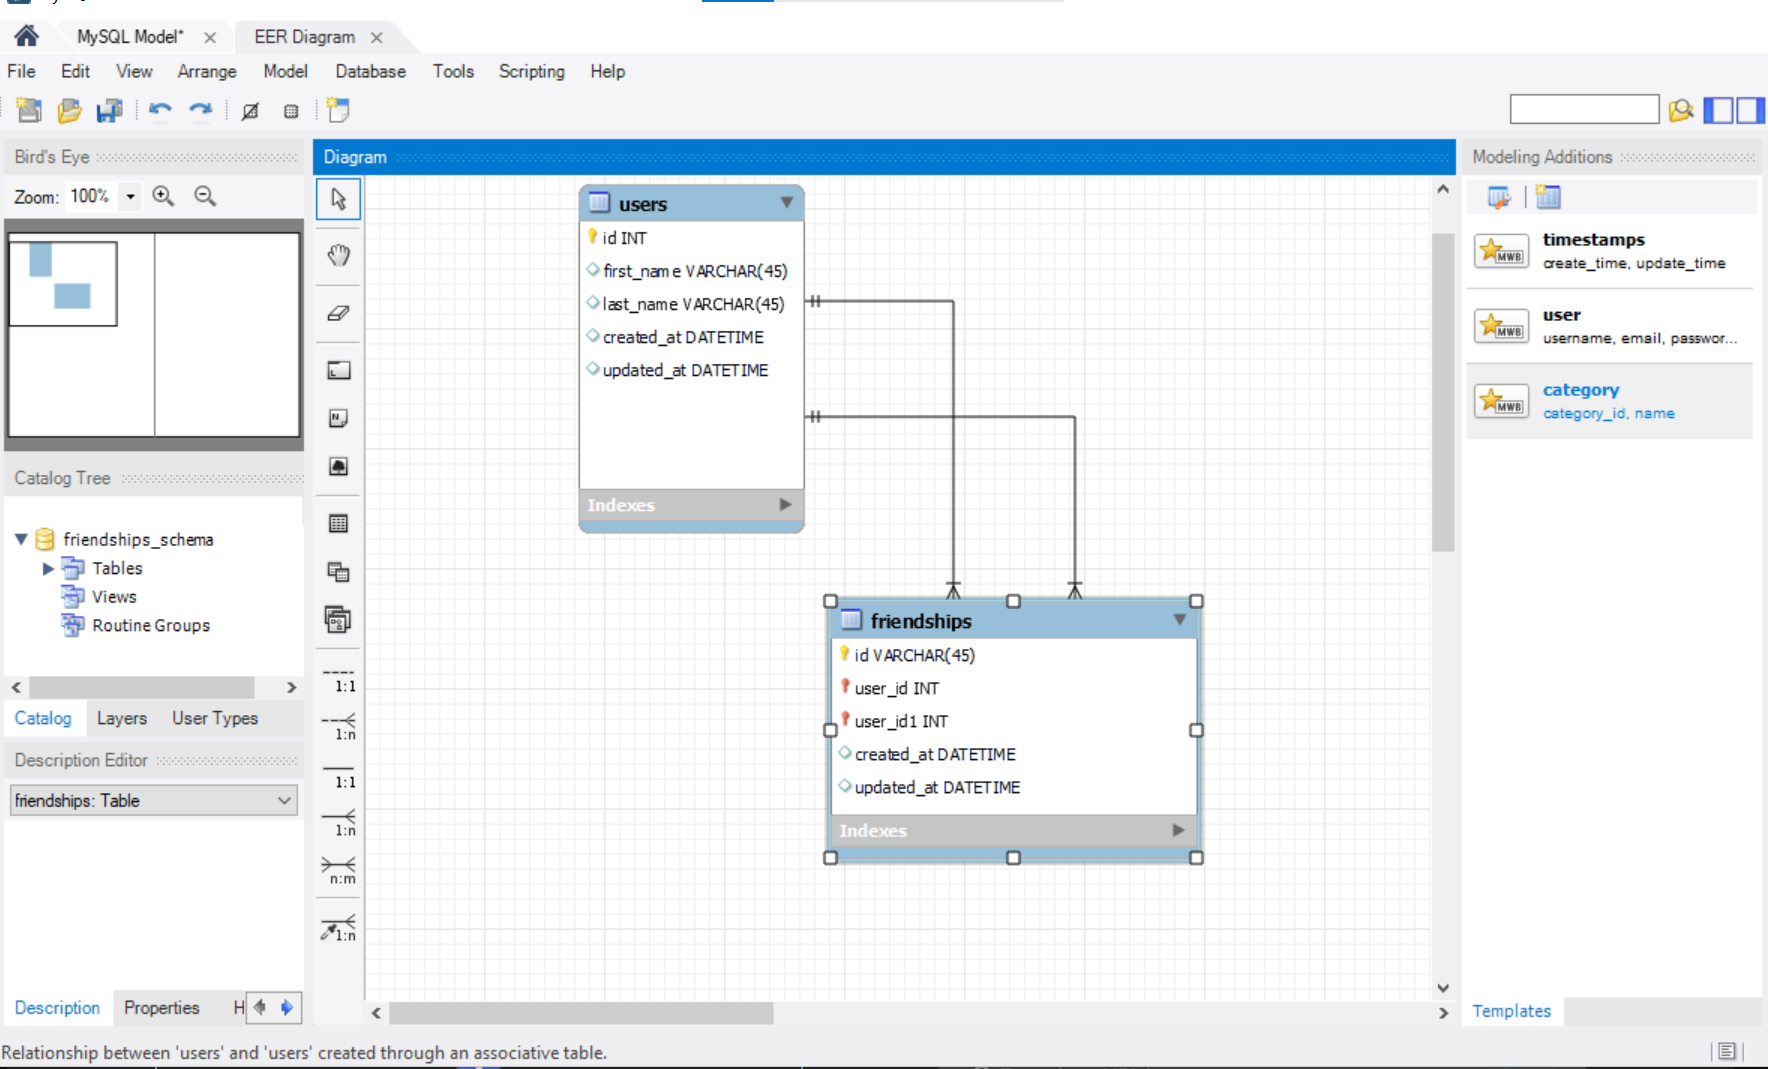 MySQL Model*
EER Diagram
File Edit View Arrange Model Database Tools Scripting Help
Bird's Eye
Zoom: 100%
Catalog Tree
friendships_schema
Tables
Views
Routine Groups
Catalog Layers User Types
Description Editor
friendships: Table
Description Properties H
Diagram
1:1
1:n
1:1
1:n
n:m
1:n
users
id INT
first_name VARCHAR(45)
last_name VARCHAR(45)
created_at DATETIME
updated_at DATETIME
Indexes
friendships
id VARCHAR(45)
user_id INT
user_id1 INT
created_at DATETIME
updated_at DATETIME
Indexes
Modeling Additions
MWB
timestamps
create_time, update_time
MWB
user
username, email, passwor...
MWB
category
category_id, name
Templates
Relationship between 'users' and 'users' created through an associative table.